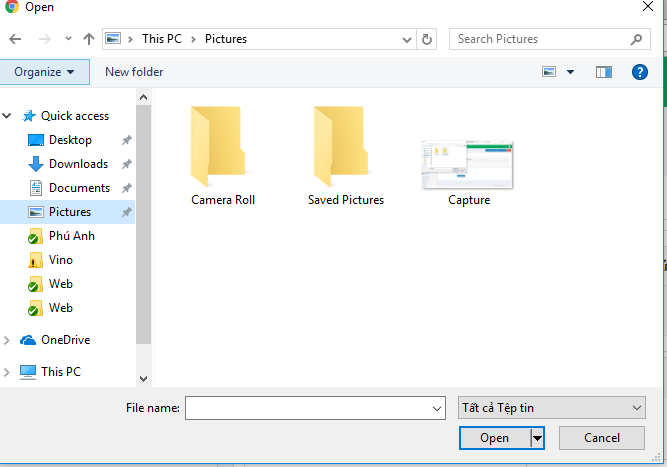 Open
This PC > Pictures
Search Pictures
Organize
New folder
Quick access
Desktop
Downloads
Documents
Pictures
Phú Anh
Vino
Web
Web
OneDrive
This PC
Camera Roll
Saved Pictures
Capture
File name:
Tất cả Tệp tin
Open
Cancel